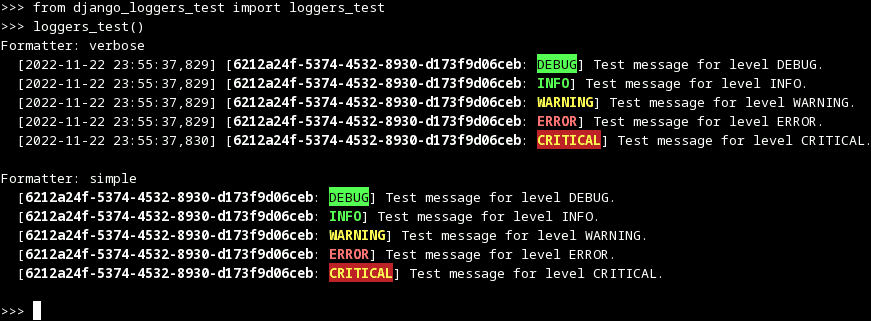 >>> from django_loggers_test import loggers_test
>>> loggers_test()
Formatter: verbose
  [2022-11-22 23:55:37,829] [6212a24f-5374-4532-8930-d173f9d06ceb: DEBUG] Test message for level DEBUG.
  [2022-11-22 23:55:37,829] [6212a24f-5374-4532-8930-d173f9d06ceb: INFO] Test message for level INFO.
  [2022-11-22 23:55:37,829] [6212a24f-5374-4532-8930-d173f9d06ceb: WARNING] Test message for level WARNING.
  [2022-11-22 23:55:37,829] [6212a24f-5374-4532-8930-d173f9d06ceb: ERROR] Test message for level ERROR.
  [2022-11-22 23:55:37,830] [6212a24f-5374-4532-8930-d173f9d06ceb: CRITICAL] Test message for level CRITICAL.

Formatter: simple
  [6212a24f-5374-4532-8930-d173f9d06ceb: DEBUG] Test message for level DEBUG.
  [6212a24f-5374-4532-8930-d173f9d06ceb: INFO] Test message for level INFO.
  [6212a24f-5374-4532-8930-d173f9d06ceb: WARNING] Test message for level WARNING.
  [6212a24f-5374-4532-8930-d173f9d06ceb: ERROR] Test message for level ERROR.
  [6212a24f-5374-4532-8930-d173f9d06ceb: CRITICAL] Test message for level CRITICAL.

>>>